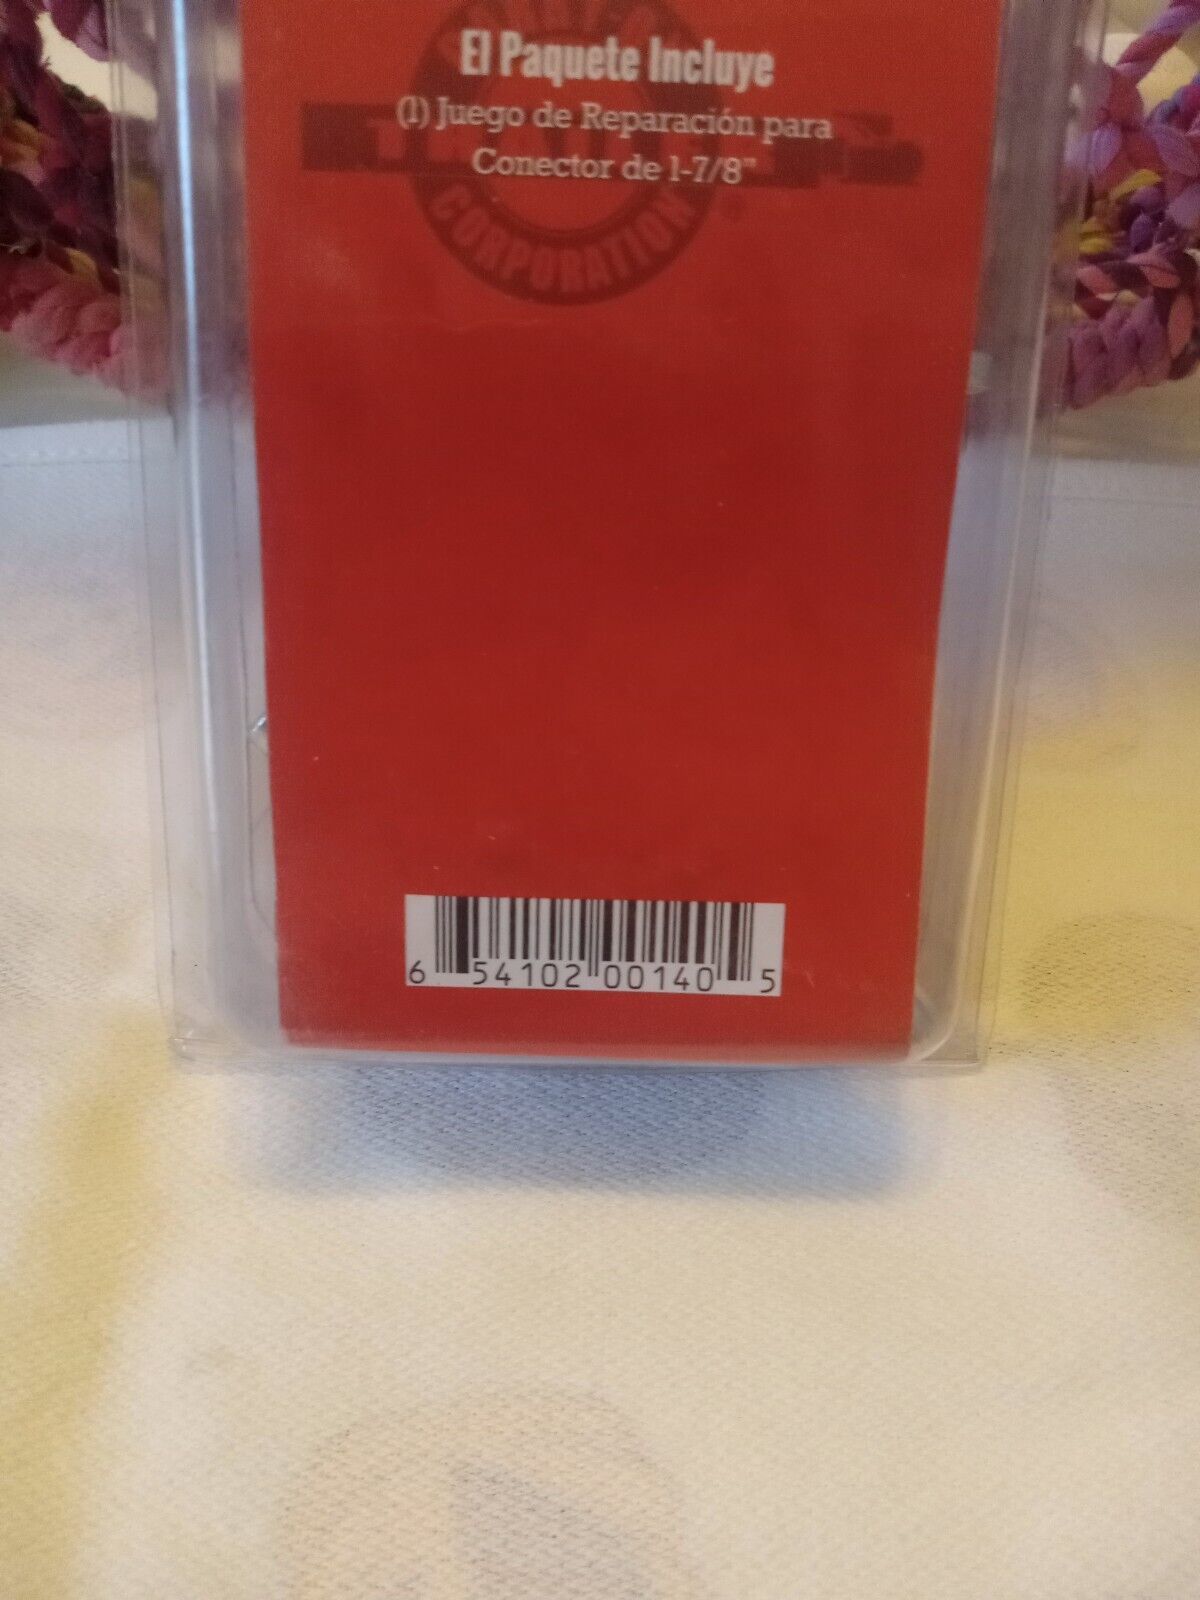 El Paquete Incluye
(1) Juego de Reparación para
Conector de 1-7/8"
CORPORATION
6 54102 00140 5